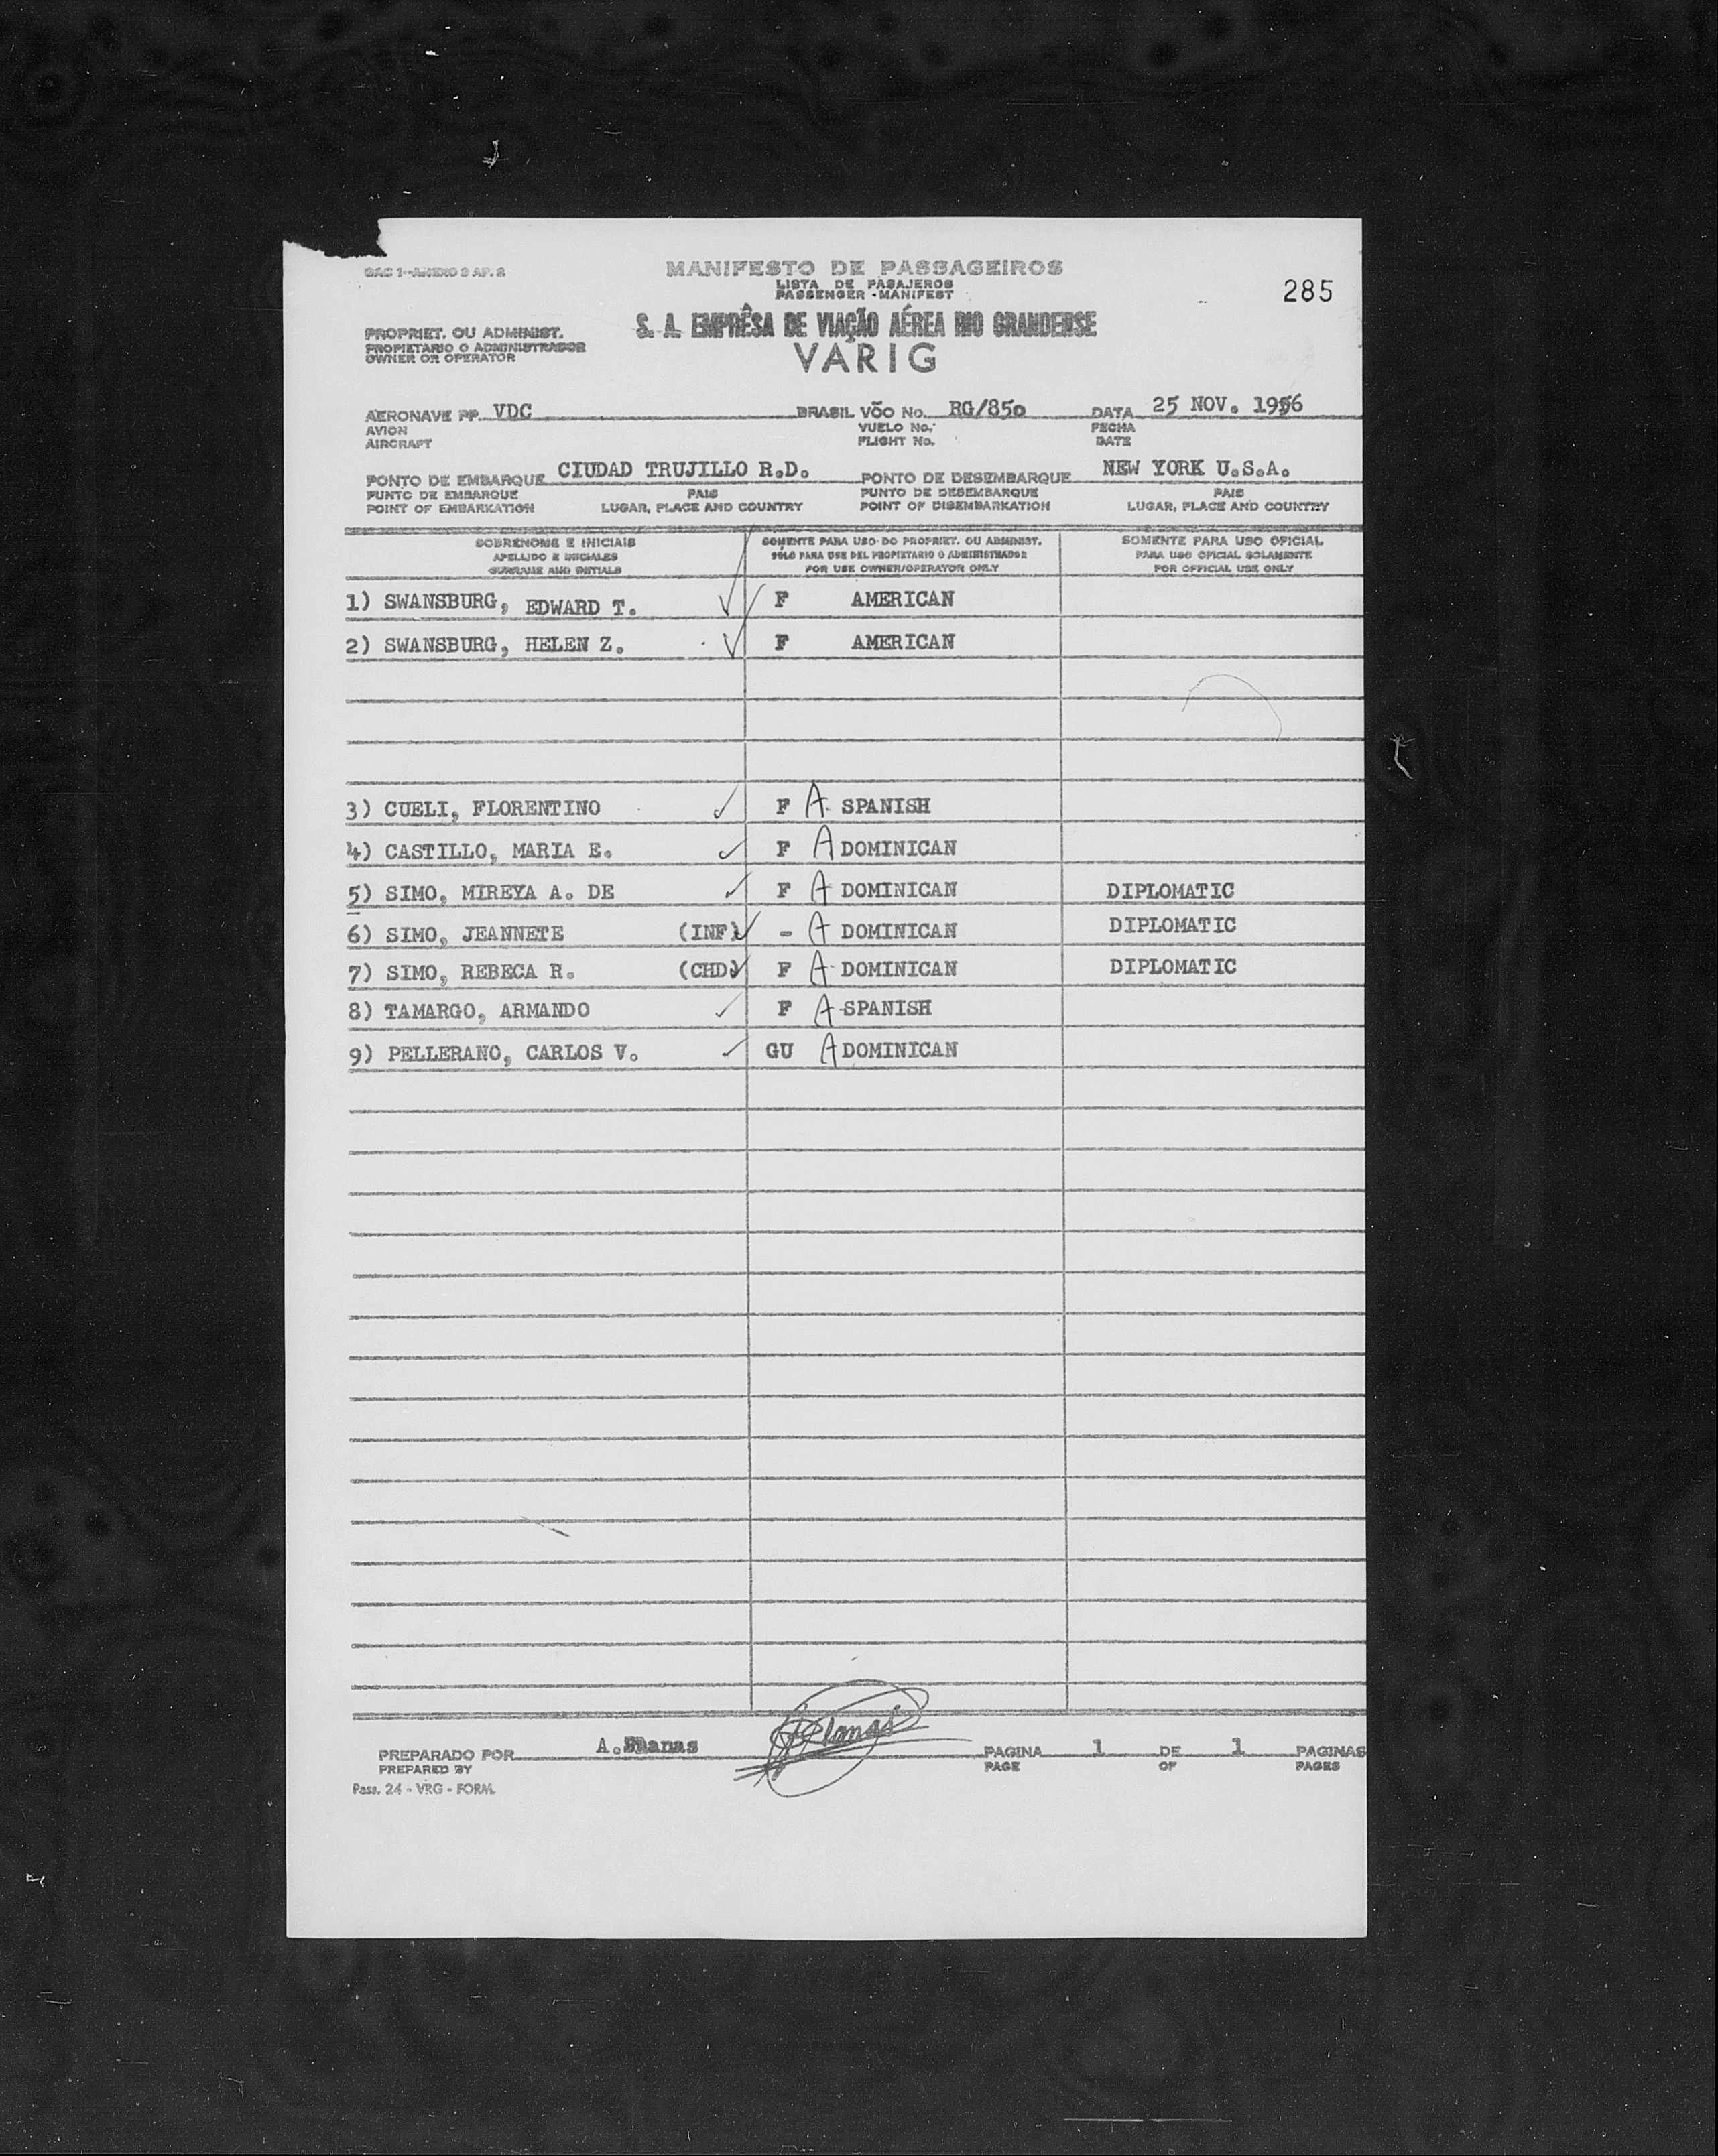 MANIFESTO DE PASSAGEIROS
LISTA DE PASAJEROS
PASSENGER - MANIFEST
285
S. A. EMPRÊSA DE VIAÇÃO AÉREA RIO GRANDENSE
VARIG
PROPRIET. OU ADMINIST.
PROPIETARIO O ADMINISTRADOR
OWNER OR OPERATOR
AERONAVE PP VDC BRASIL VÕO No. RG/850 DATA 25 NOV. 1956
AVION VUELO No. FECHA
AIRCRAFT FLIGHT No. DATE
PONTO DE EMBARQUE CIUDAD TRUJILLO R.D. PONTO DE DESEMBARQUE NEW YORK U.S.A.
PUNTO DE EMBARQUE PAIS PUNTO DE DESEMBARQUE PAIS
POINT OF EMBARKATION LUGAR, PLACE AND COUNTRY POINT OF DISEMBARKATION LUGAR, PLACE AND COUNTRY
SOBRENOME E INICIAIS SOMENTE PARA USO DO PROPRIET. OU ADMINIST. SOMENTE PARA USO OFICIAL
APELLIDO E INICIALES SÓLO PARA USE DEL PROPIETARIO O ADMINISTRADOR PARA USO OFICIAL SOLAMENTE
SURNAME AND INITIALS FOR USE OWNER/OPERATOR ONLY FOR OFFICIAL USE ONLY
1) SWANSBURG, EDWARD T. F AMERICAN
2) SWANSBURG, HELEN Z. F AMERICAN
3) CUELI, FLORENTINO F A SPANISH
4) CASTILLO, MARIA E. F A DOMINICAN
5) SIMO, MIREYA A. DE F A DOMINICAN DIPLOMATIC
6) SIMO, JEANNETE (INF) - A DOMINICAN DIPLOMATIC
7) SIMO, REBECA R. (CHD) F A DOMINICAN DIPLOMATIC
8) TAMARGO, ARMANDO F A SPANISH
9) PELLERANO, CARLOS V. GU A DOMINICAN
PREPARADO POR A. PAGINA 1 DE 1 PAGINAS
PREPARED BY PAGE OF PAGES
Pass. 24 - VRG - FORM.